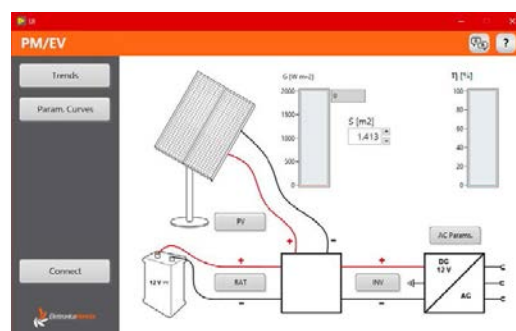 UI
PM/EV
?
Trends
Param. Curves
Connect
ElettronicaVeneta
G [W m-2]
2000-
1500-
1000-
500-
0-
0
S [m2]
1,413
η [%]
100-
80-
60-
40-
20-
0-
PV
+
-
12 V
+
BAT
-
+
INV
-
AC Params.
DC
12 V
AC